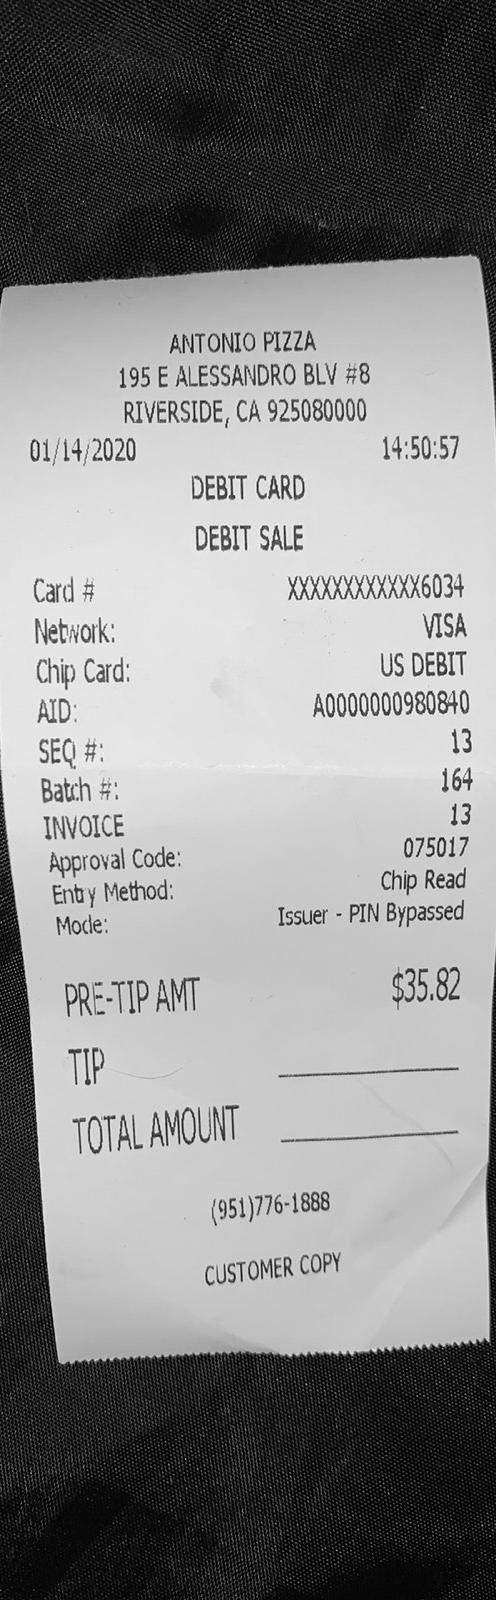 ANTONIO PIZZA
195 E ALESSANDRO BLV #8
RIVERSIDE, CA 925080000
01/14/2020 14:50:57
DEBIT CARD
DEBIT SALE
Card # XXXXXXXXXXXX6034
Network: VISA
Chip Card: US DEBIT
AID: A0000000980840
SEQ #: 13
Batch #: 164
INVOICE 13
Approval Code: 075017
Entry Method: Chip Read
Mode: Issuer - PIN Bypassed
PRE-TIP AMT $35.82
TIP
TOTAL AMOUNT
(951)776-1888
CUSTOMER COPY